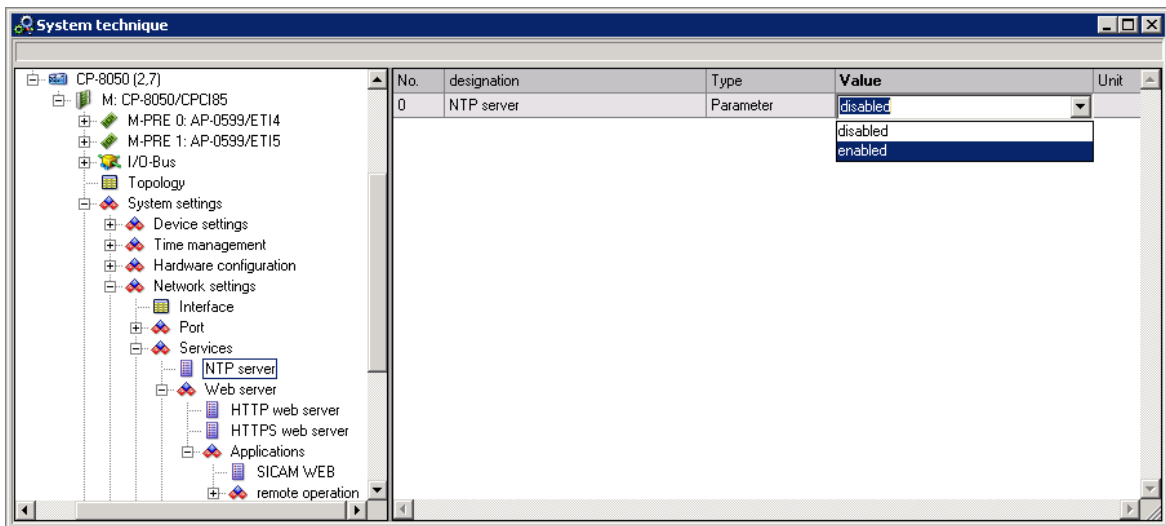 System technique
CP-8050 (2,7)
M: CP-8050/CPCI85
M-PRE 0: AP-0599/ETI4
M-PRE 1: AP-0599/ETI5
I/O-Bus
Topology
System settings
Device settings
Time management
Hardware configuration
Network settings
Interface
Port
Services
NTP server
Web server
HTTP web server
HTTPS web server
Applications
SICAM WEB
remote operation
No. designation Type Value Unit
0 NTP server Parameter disabled
disabled
enabled